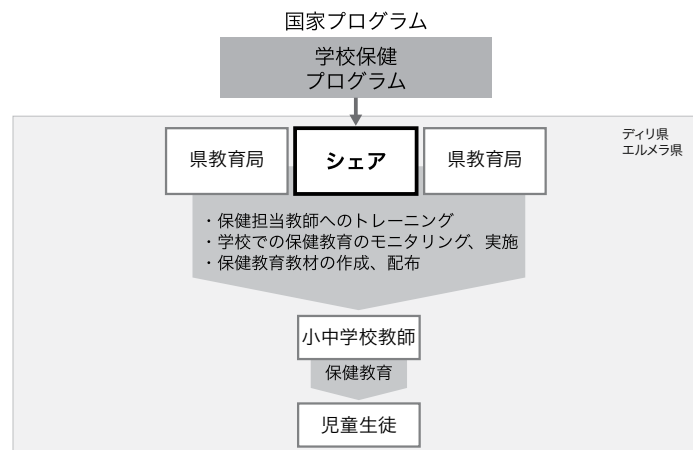 国家プログラム
学校保健
プログラム
ディリ県
エルメラ県
県教育局
シェア
県教育局
・保健担当教師へのトレーニング
・学校での保健教育のモニタリング、実施
・保健教育教材の作成、配布
小中学校教師
保健教育
児童生徒